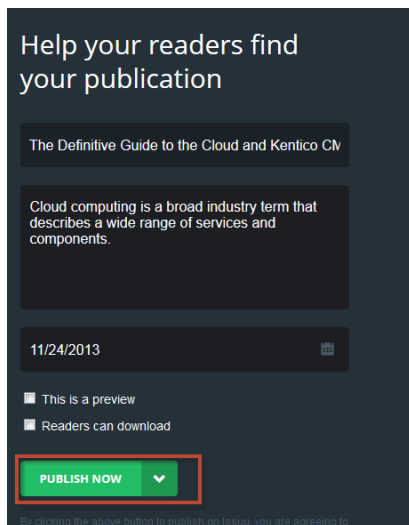 Help your readers find
your publication
The Definitive Guide to the Cloud and Kentico CM
Cloud computing is a broad industry term that
describes a wide range of services and
components.
11/24/2013
This is a preview
Readers can download
PUBLISH NOW
By clicking the above button to publish on Issuu, you are agreeing to